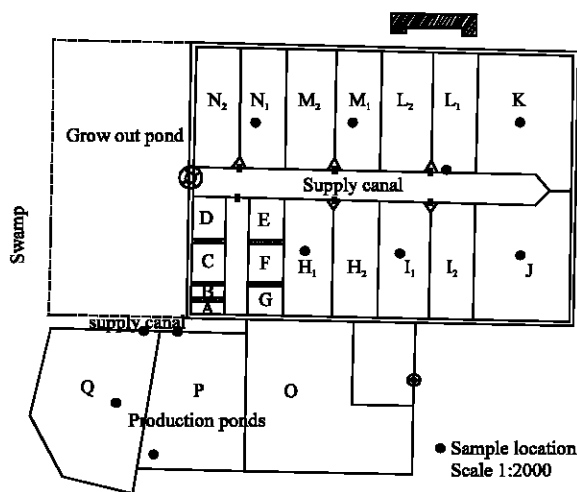 N₂ N₁ M₂ M₁ L₂ L₁ K
Grow out pond
Supply canal
Swamp
D E
C F H₁ H₂ I₁ I₂ J
B
A G
supply canal
Q P O
Production ponds
Sample location
Scale 1:2000